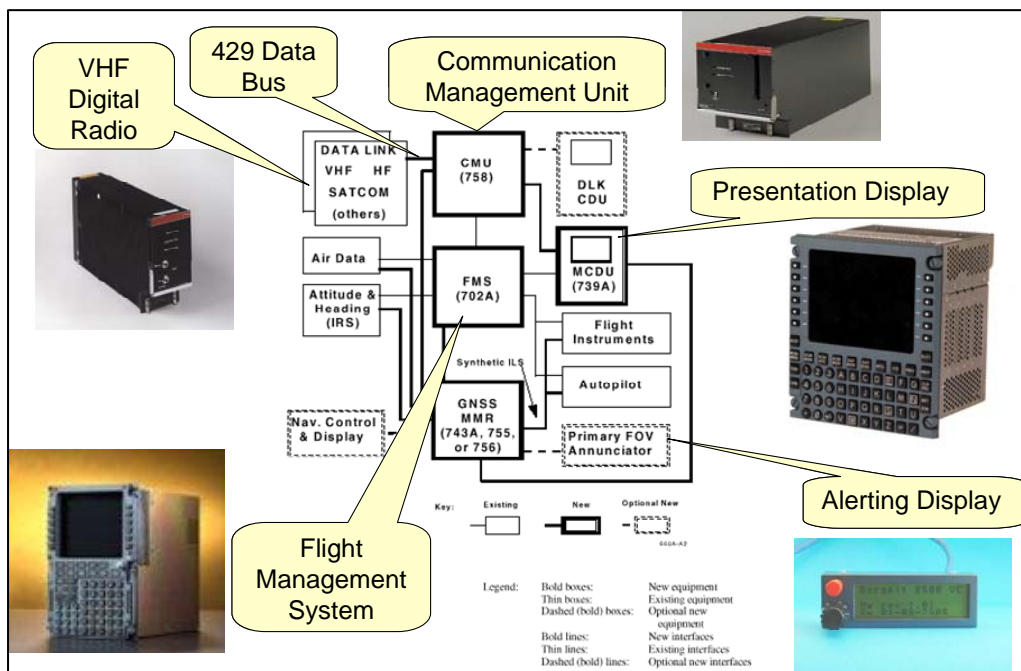 VHF
Digital
Radio
429 Data
Bus
Communication
Management Unit
DATA LINK
VHF HF
SATCOM
(others)
CMU
(758)
DLK
CDU
Presentation Display
Air Data
FMS
(702A)
MCDU
(739A)
Attitude &
Heading
(IRS)
Flight
Instruments
Synthetic ILS
Autopilot
GNSS
MMR
(743A, 755,
or 756)
Nav. Control
& Display
Primary FOV
Annunciator
Alerting Display
Key:
Existing
New
Optional New
660A-A2
Flight
Management
System
Legend:
Bold boxes: New equipment
Thin boxes: Existing equipment
Dashed (bold) boxes: Optional new
equipment
Bold lines: New interfaces
Thin lines: Existing interfaces
Dashed (bold) lines: Optional new interfaces